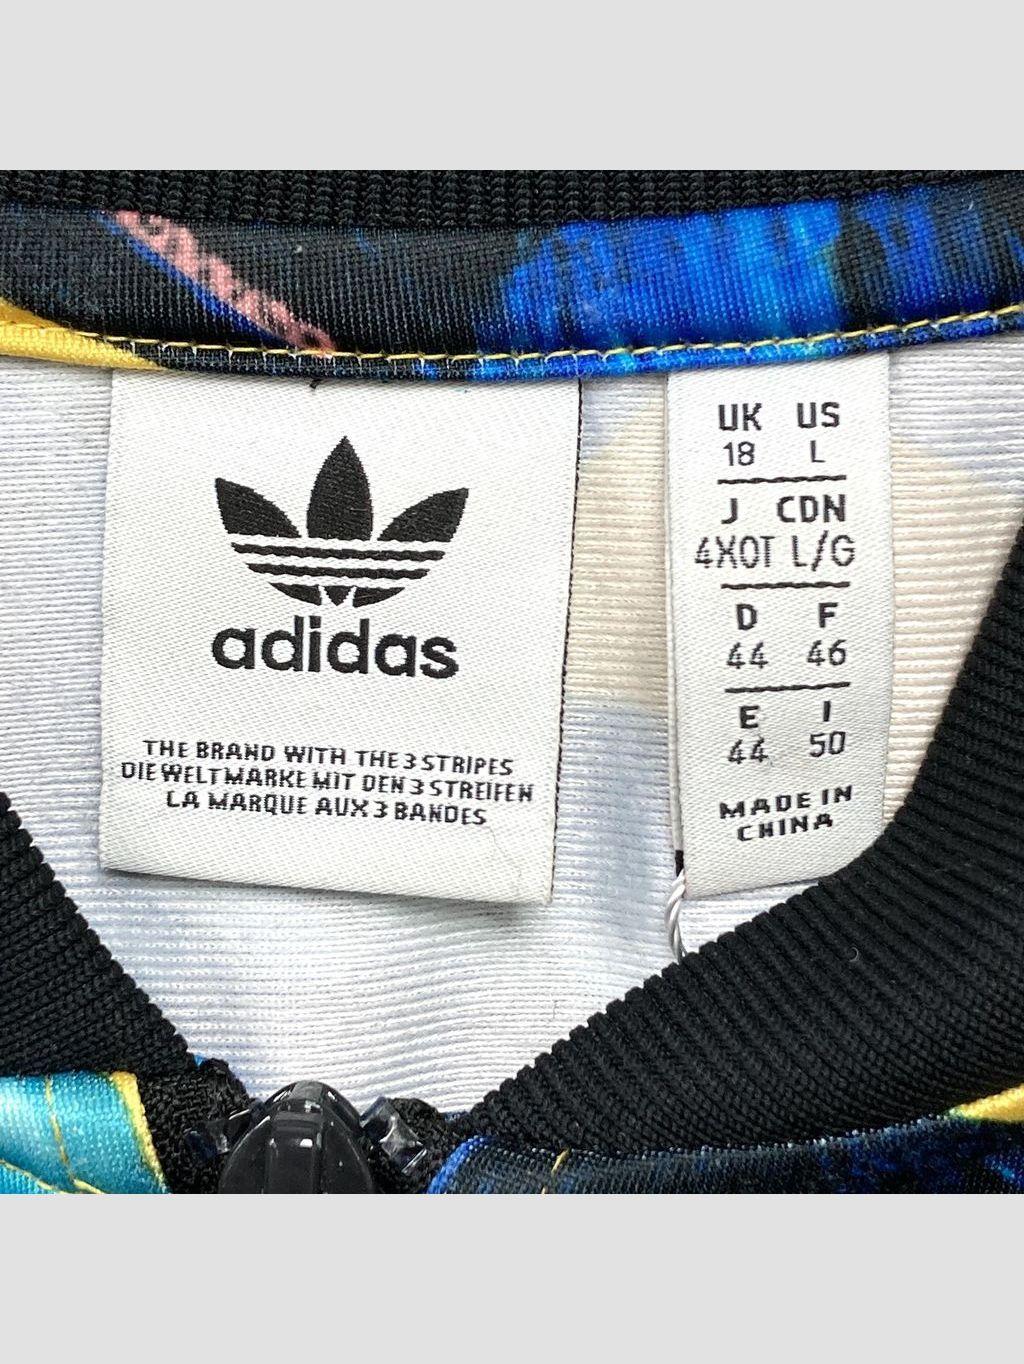 adidas
THE BRAND WITH THE 3 STRIPES
DIE WELTMARKE MIT DEN 3 STREIFEN
LA MARQUE AUX 3 BANDES
UK US
18 L
J CDN
4XOT L/G
D F
44 46
E I
44 50
MADE IN
CHINA